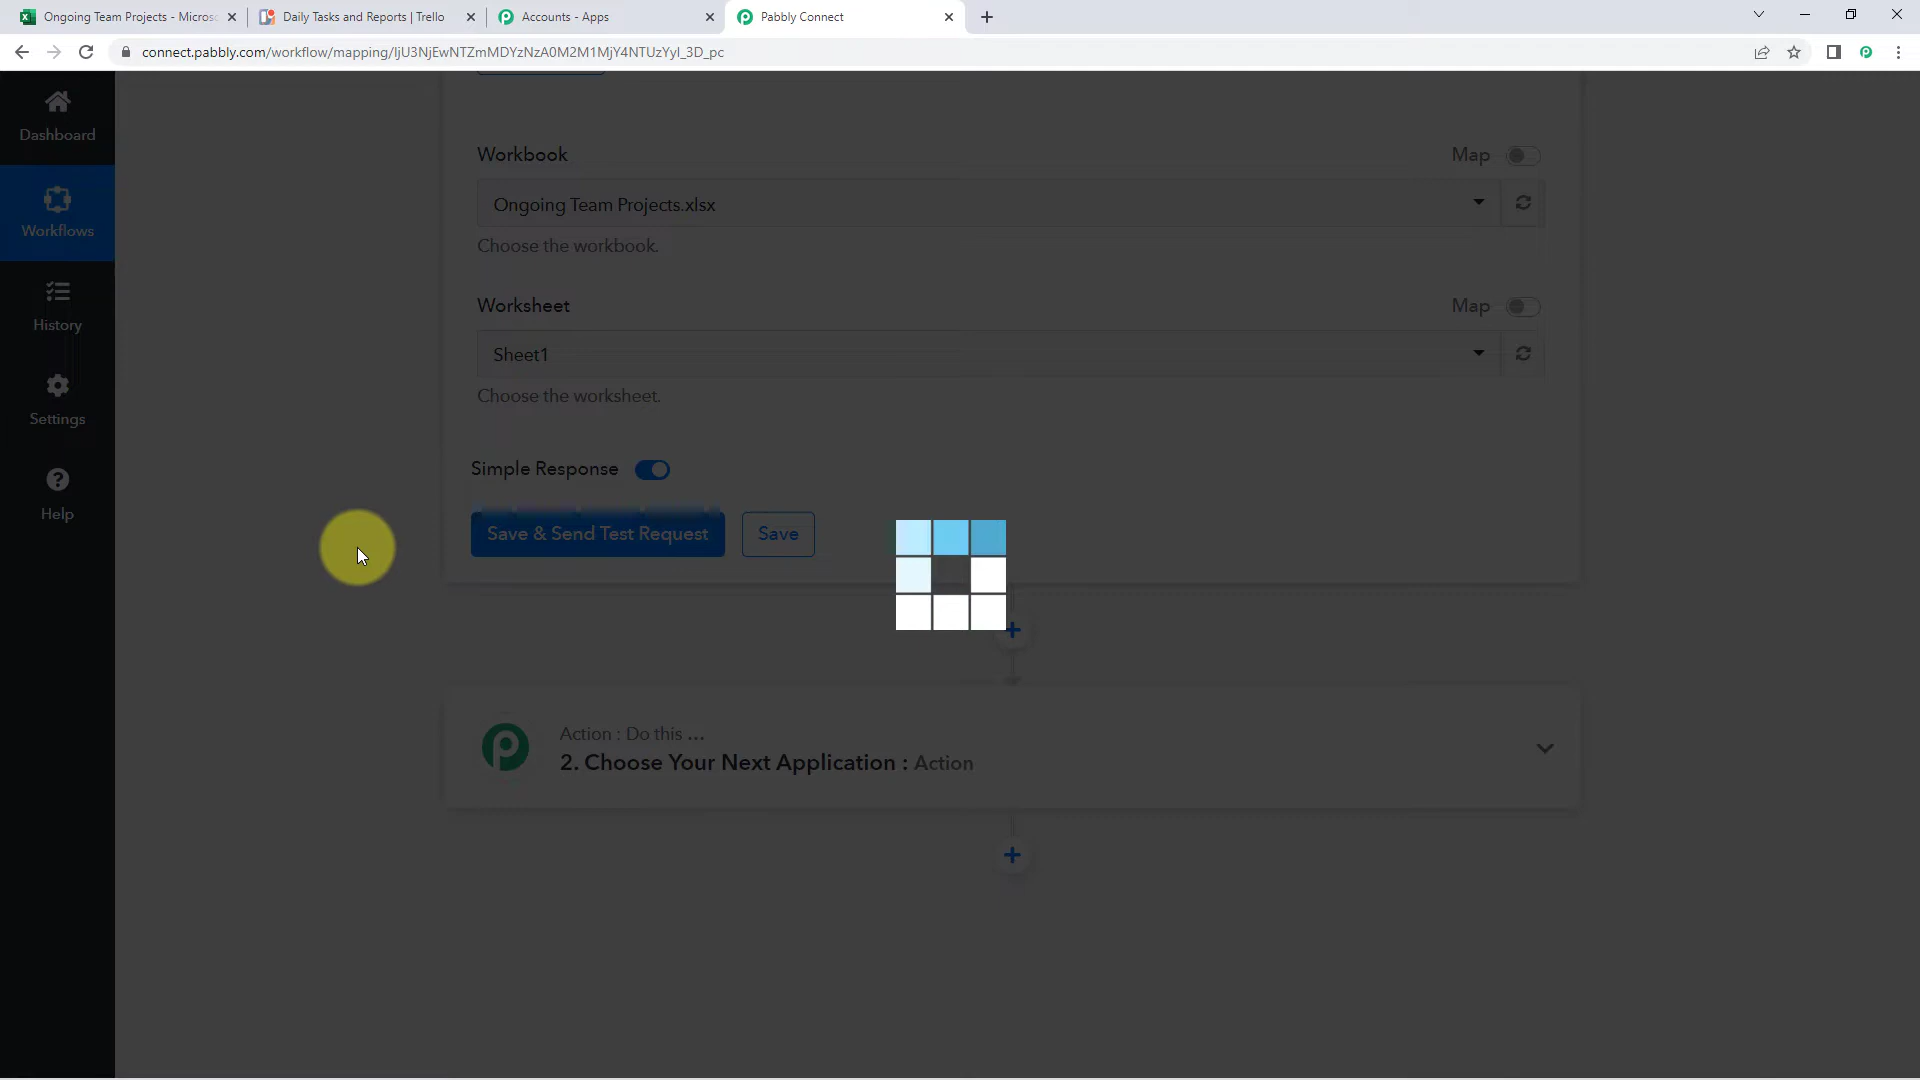 Ongoing Team Projects - Micros
Daily Tasks and Reports | Trello
Accounts - Apps
Pabbly Connect
connect.pabbly.com/workflow/mapping/IjU3NjEwNTZmMDYzNzA0M2M1MjY4NTUzYyI_3D_pc
Dashboard
Workflows
History
Settings
Help
Workbook
Map
Ongoing Team Projects.xlsx
Choose the workbook.
Worksheet
Map
Sheet1
Choose the worksheet.
Simple Response
Save & Send Test Request
Save
Action : Do this ...
2. Choose Your Next Application : Action